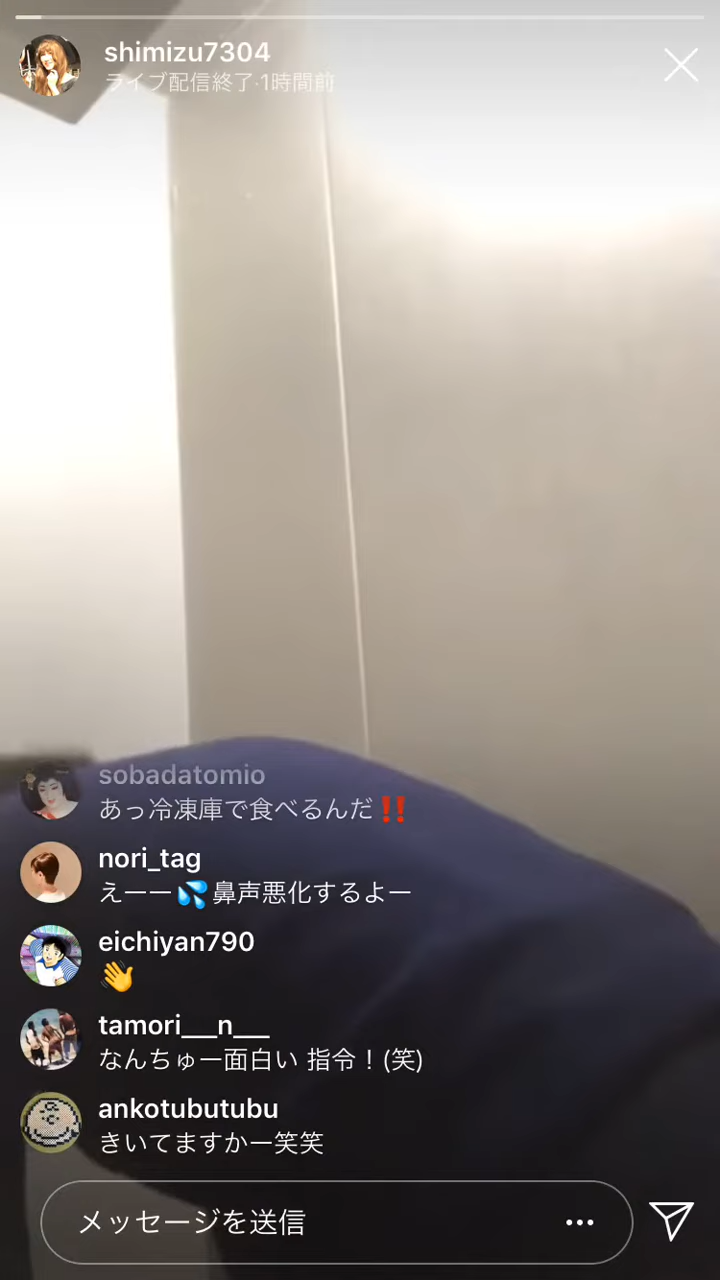 shimizu7304
ライブ配信終了·1時間前
sobadatomio
あっ冷凍庫で食べるんだ‼️
nori_tag
えーー💦鼻声悪化するよー
eichiyan790
👋
tamori__n__
なんちゅー面白い 指令！(笑)
ankotubutubu
きいてますかー笑笑
メッセージを送信